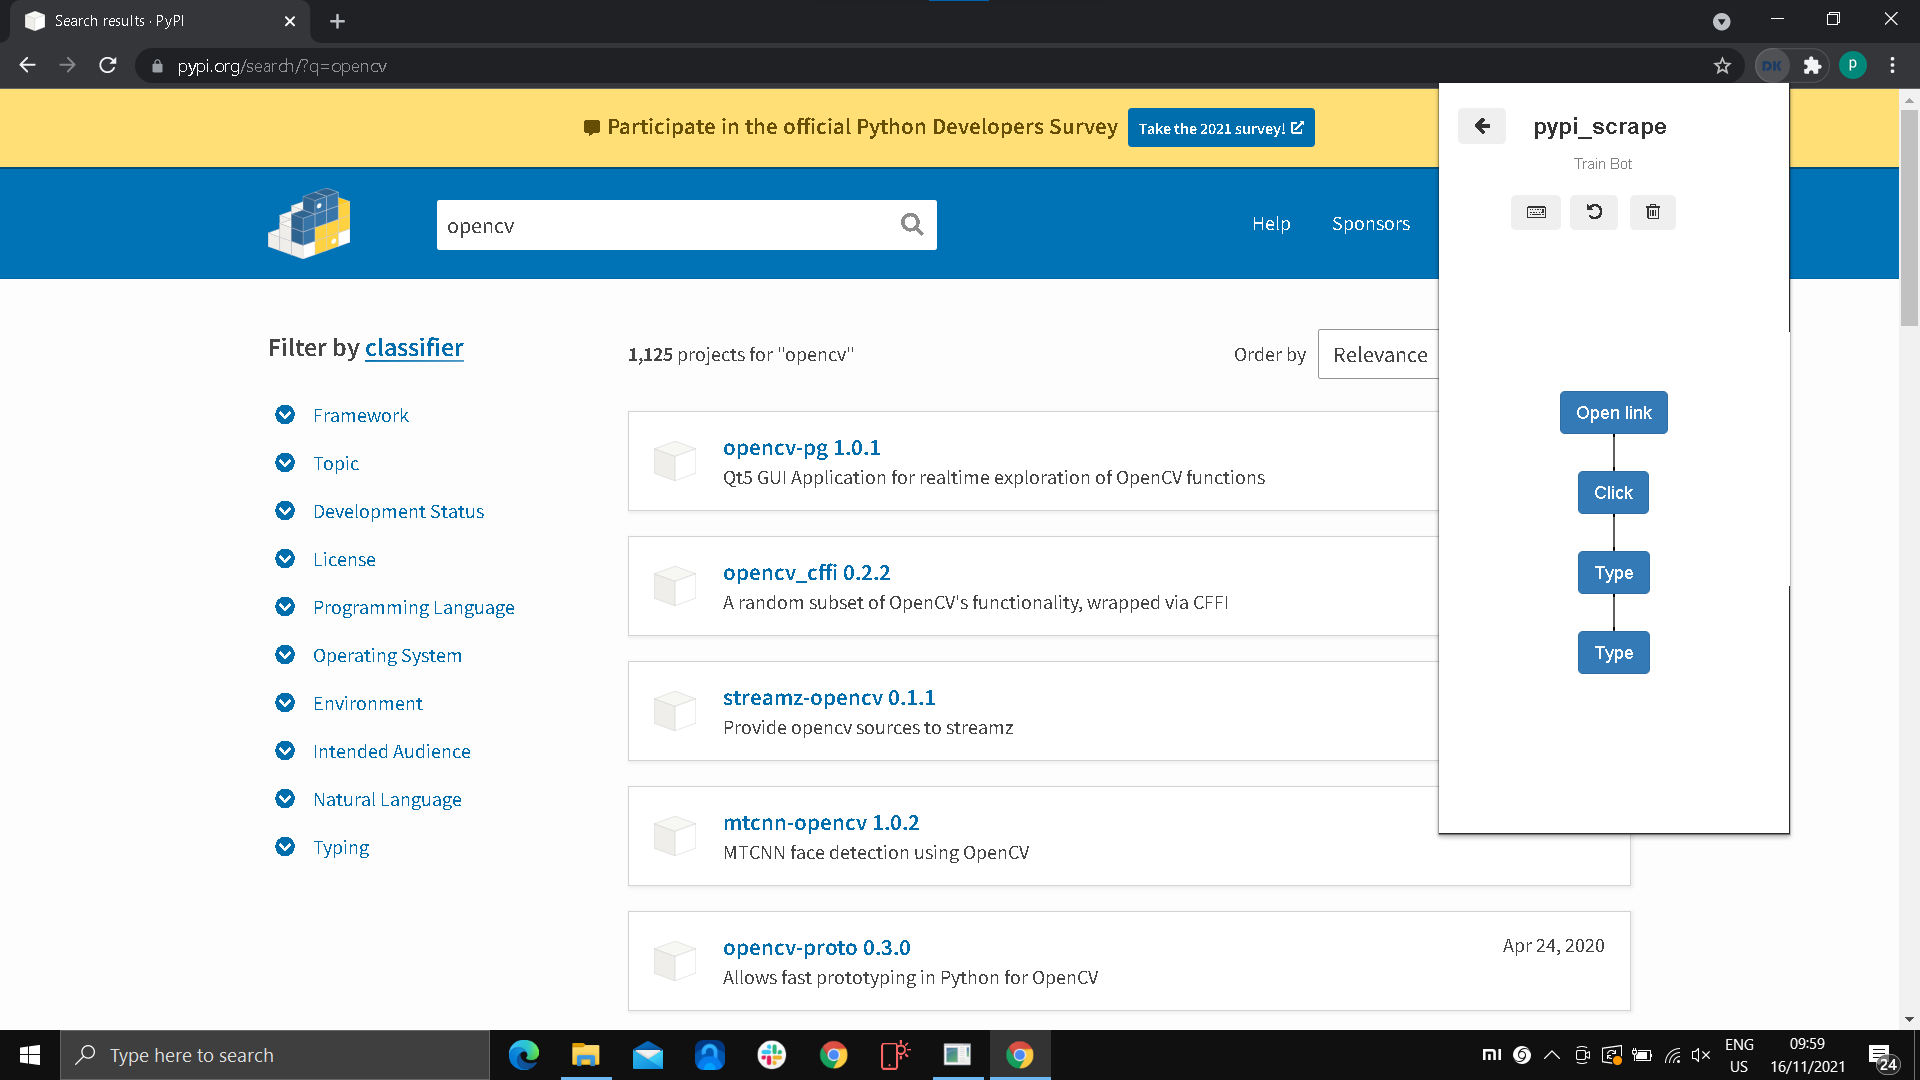 Search results · PyPI
pypi.org/search/?q=opencv
DK
P
Participate in the official Python Developers Survey
Take the 2021 survey!
opencv
Help
Sponsors
pypi_scrape
Train Bot
Open link
Click
Type
Type
Filter by classifier
Framework
Topic
Development Status
License
Programming Language
Operating System
Environment
Intended Audience
Natural Language
Typing
1,125 projects for "opencv"
Order by
Relevance
opencv-pg 1.0.1
Qt5 GUI Application for realtime exploration of OpenCV functions
opencv_cffi 0.2.2
A random subset of OpenCV's functionality, wrapped via CFFI
streamz-opencv 0.1.1
Provide opencv sources to streamz
mtcnn-opencv 1.0.2
MTCNN face detection using OpenCV
opencv-proto 0.3.0
Apr 24, 2020
Allows fast prototyping in Python for OpenCV
Type here to search
mi
ENG
US
09:59
16/11/2021
24